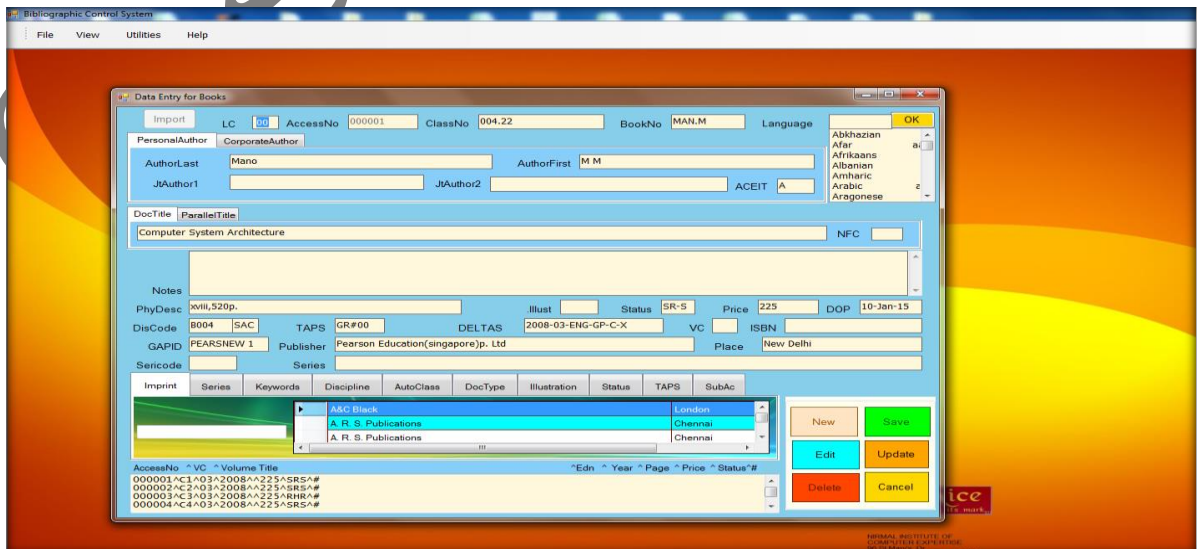 Bibliographic Control System
File View Utilities Help
Data Entry for Books
Import LC 00 AccessNo 000001 ClassNo 004.22 BookNo MAN.M Language OK
Abkhazian
Afar
Afrikaans
Albanian
Amharic
Arabic
Aragonese
PersonalAuthor CorporateAuthor
AuthorLast Mano AuthorFirst M M
JtAuthor1 JtAuthor2 ACEIT A
DocTitle ParallelTitle
Computer System Architecture NFC
Notes
PhyDesc xviii,520p. .Illust Status SR-S Price 225 DOP 10-Jan-15
DisCode B004 SAC TAPS GR#00 DELTAS 2008-03-ENG-GP-C-X VC ISBN
GAPID PEARSNEW 1 Publisher Pearson Education(singapore)p. Ltd Place New Delhi
Sericode Series
Imprint Series Keywords Discipline AutoClass DocType Illustration Status TAPS SubAc
A&C Black London
A. R. S. Publications Chennai
A. R. S. Publications Chennai
New Save
Edit Update
Delete Cancel
AccessNo ^VC ^Volume Title ^Edn ^ Year ^Page ^Price ^Status^#
000001^C1^03^2008^^225^SRS^#
000002^C2^03^2008^^225^SRS^#
000003^C3^03^2008^^225^RHR^#
000004^C4^03^2008^^225^SRS^#
NIRMAL INSTITUTE OF
COMPUTER EXPERTISE